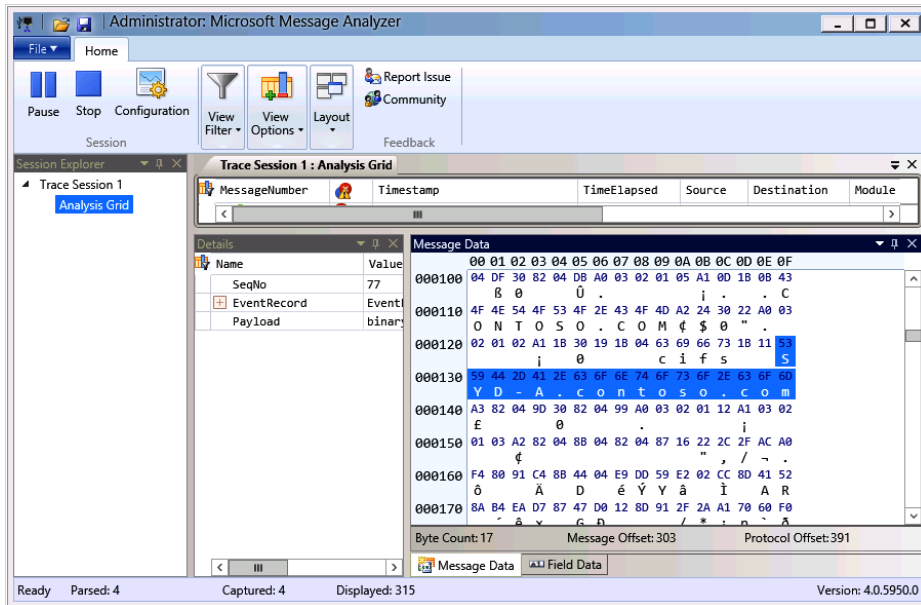 Administrator: Microsoft Message Analyzer
File
Home
Pause
Stop
Configuration
View Filter
View Options
Layout
Report Issue
Community
Session
Feedback
Session Explorer
Trace Session 1
Analysis Grid
Trace Session 1 : Analysis Grid
MessageNumber Timestamp TimeElapsed Source Destination Module
Details
Name Value
SeqNo 77
EventRecord Event
Payload binar
Message Data
00 01 02 03 04 05 06 07 08 09 0A 0B 0C 0D 0E 0F
000100 04 DF 30 82 04 DB A0 03 02 01 05 A1 0D 1B 0B 43
ß 0 Û . ¡ . . C
000110 4F 4E 54 4F 53 4F 2E 43 4F 4D A2 24 30 22 A0 03
O N T O S O . C O M ¢ $ 0 " .
000120 02 01 02 A1 1B 30 19 1B 04 63 69 66 73 1B 11 53
¡ 0 c i f s S
000130 59 44 2D 41 2E 63 6F 6E 74 6F 73 6F 2E 63 6F 6D
Y D - A . c o n t o s o . c o m
000140 A3 82 04 9D 30 82 04 99 A0 03 02 01 12 A1 03 02
£ 0 . ¡
000150 01 03 A2 82 04 8B 04 82 04 87 16 22 2C 2F AC A0
¢ " , / ¬ .
000160 F4 80 91 C4 8B 44 04 E9 DD 59 E2 02 CC 8D 41 52
ô Ä D é Ý Y â Ì A R
000170 8A B4 EA D7 87 47 D0 12 8D 91 2F 2A A1 70 60 F0
Byte Count: 17 Message Offset: 303 Protocol Offset: 391
Message Data
Field Data
Ready Parsed: 4 Captured: 4 Displayed: 315 Version: 4.0.5950.0